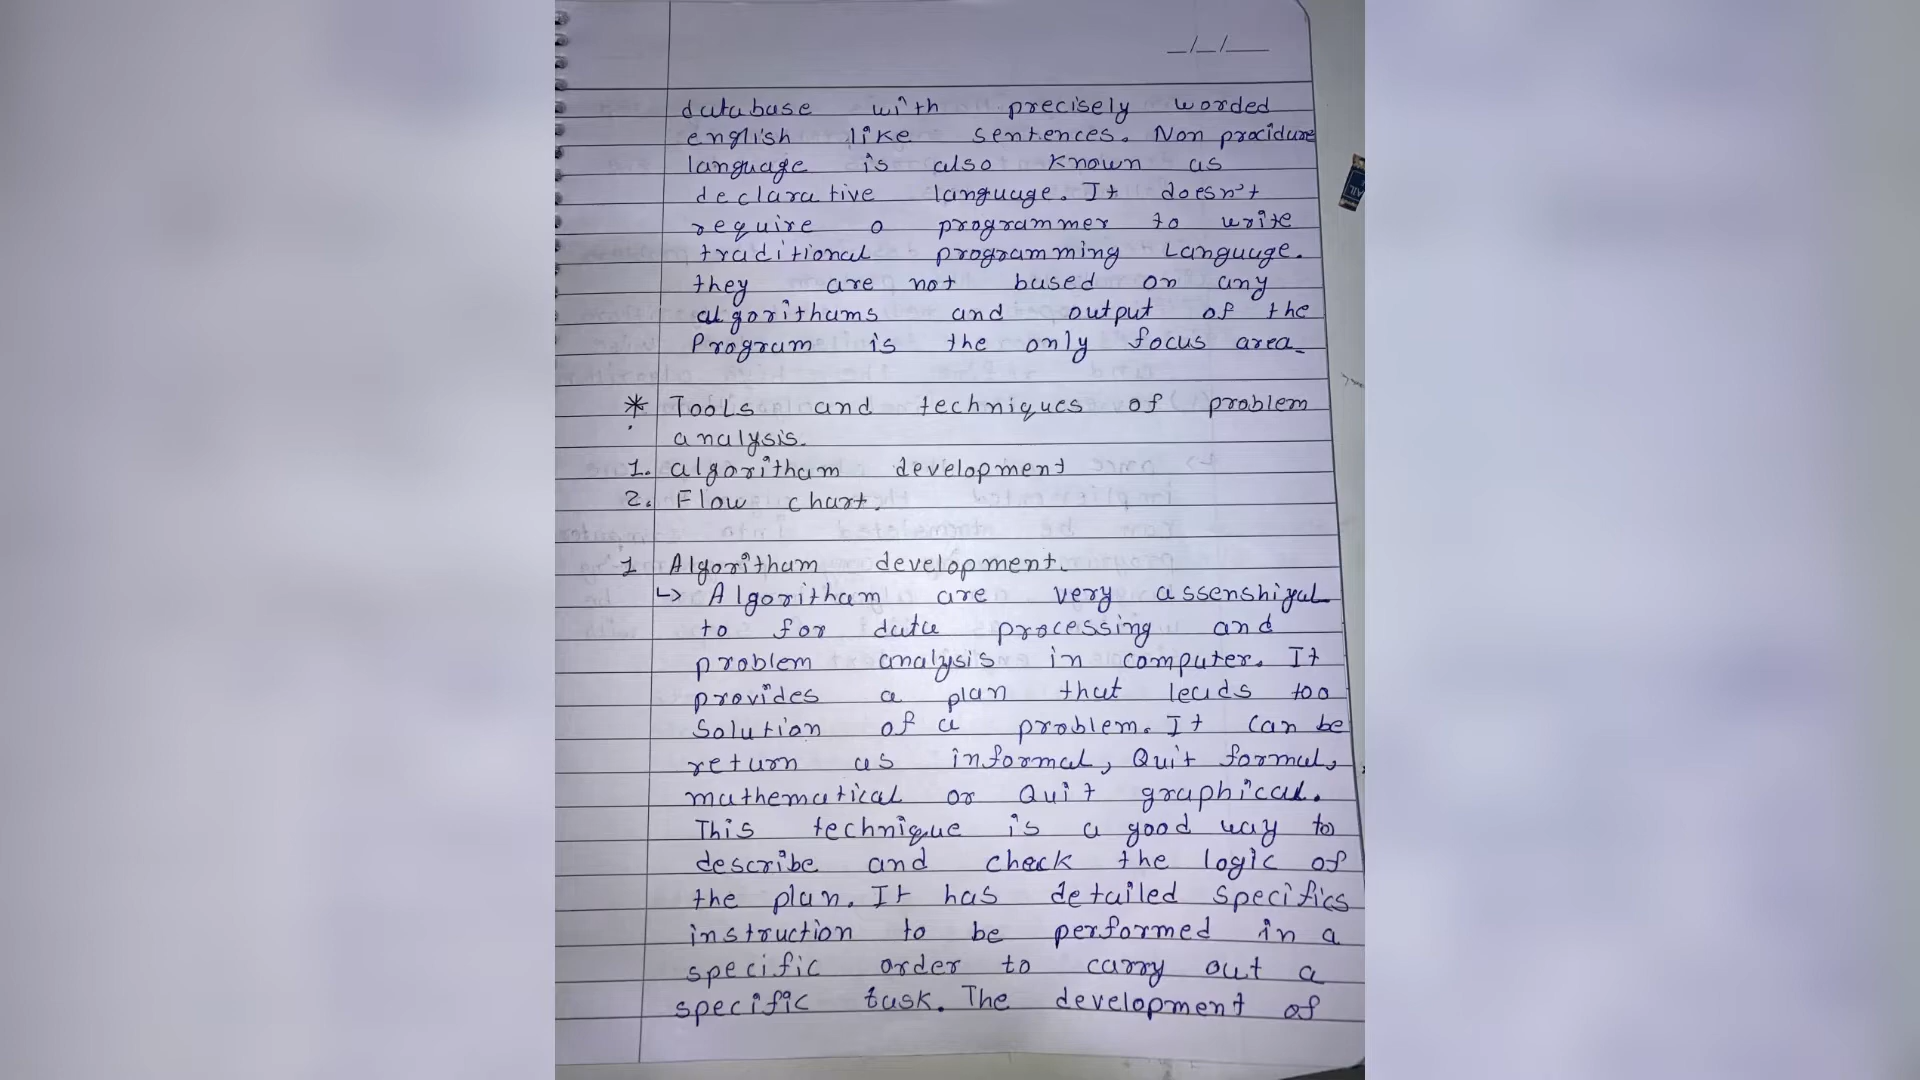 _/_/__
database with precisely worded
english like sentences. Non procidure
language is also known as
declarative language. It doesn't
require a programmer to write
traditional programming Language.
they are not based on any
algorithams and output of the
Program is the only focus area.
* Tools and techniques of problem
analysis.
1. algoritham development
2. Flow chart.
1 Algoritham development.
↳ Algoritham are very assenshiyal
to for data processing and
problem analysis in computer. It
provides a plan that leads too
Solution of a problem. It can be
return as informal, Quit formal,
mathematical or Quit graphical.
This technique is a good way to
describe and check the logic of
the plan. It has detailed specifics
instruction to be performed in a
specific order to carry out a
specific task. The development of